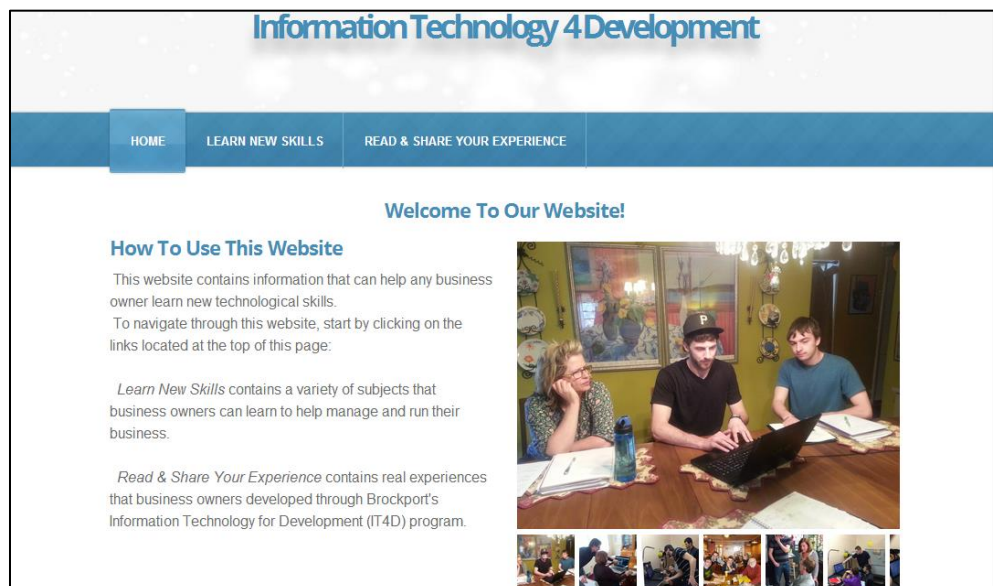 Information Technology 4 Development
HOME LEARN NEW SKILLS READ & SHARE YOUR EXPERIENCE
Welcome To Our Website!
How To Use This Website
This website contains information that can help any business
owner learn new technological skills.
To navigate through this website, start by clicking on the
links located at the top of this page:
Learn New Skills contains a variety of subjects that
business owners can learn to help manage and run their
business.
Read & Share Your Experience contains real experiences
that business owners developed through Brockport's
Information Technology for Development (IT4D) program.
P